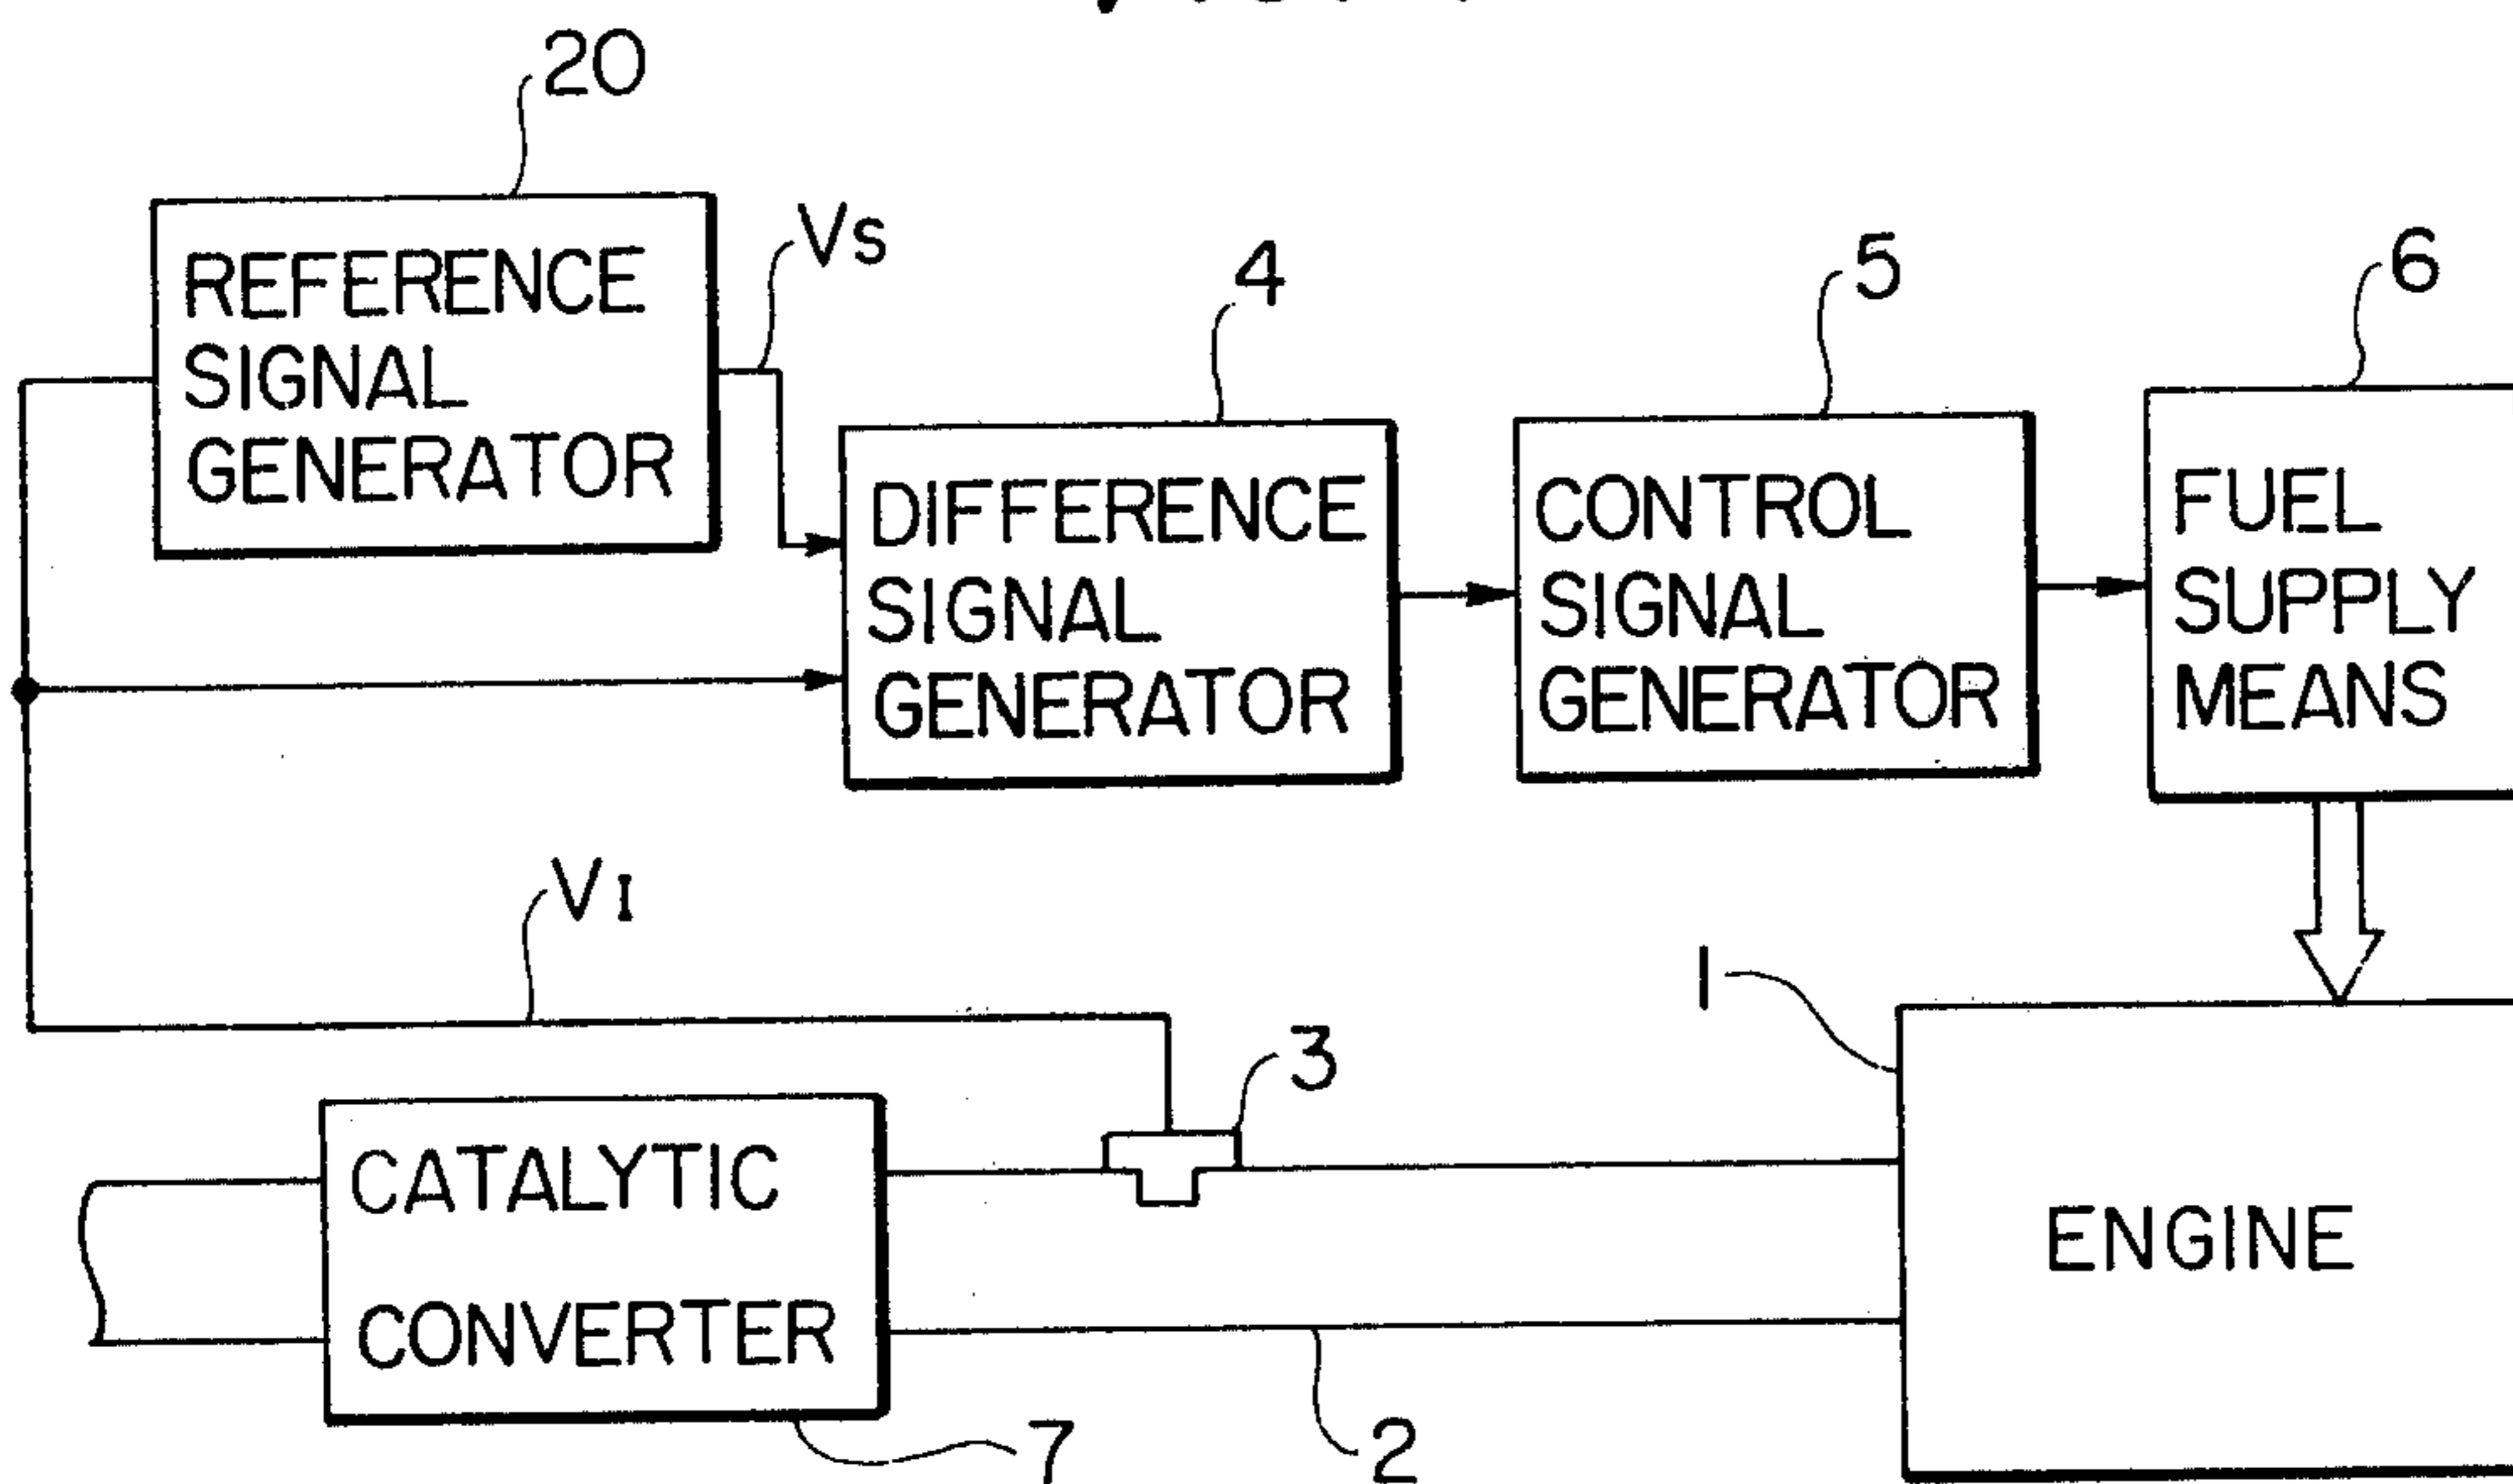 20
REFERENCE
SIGNAL
GENERATOR
Vs
4
DIFFERENCE
SIGNAL
GENERATOR
5
CONTROL
SIGNAL
GENERATOR
6
FUEL
SUPPLY
MEANS
VI
1
3
CATALYTIC
CONVERTER
ENGINE
7
2